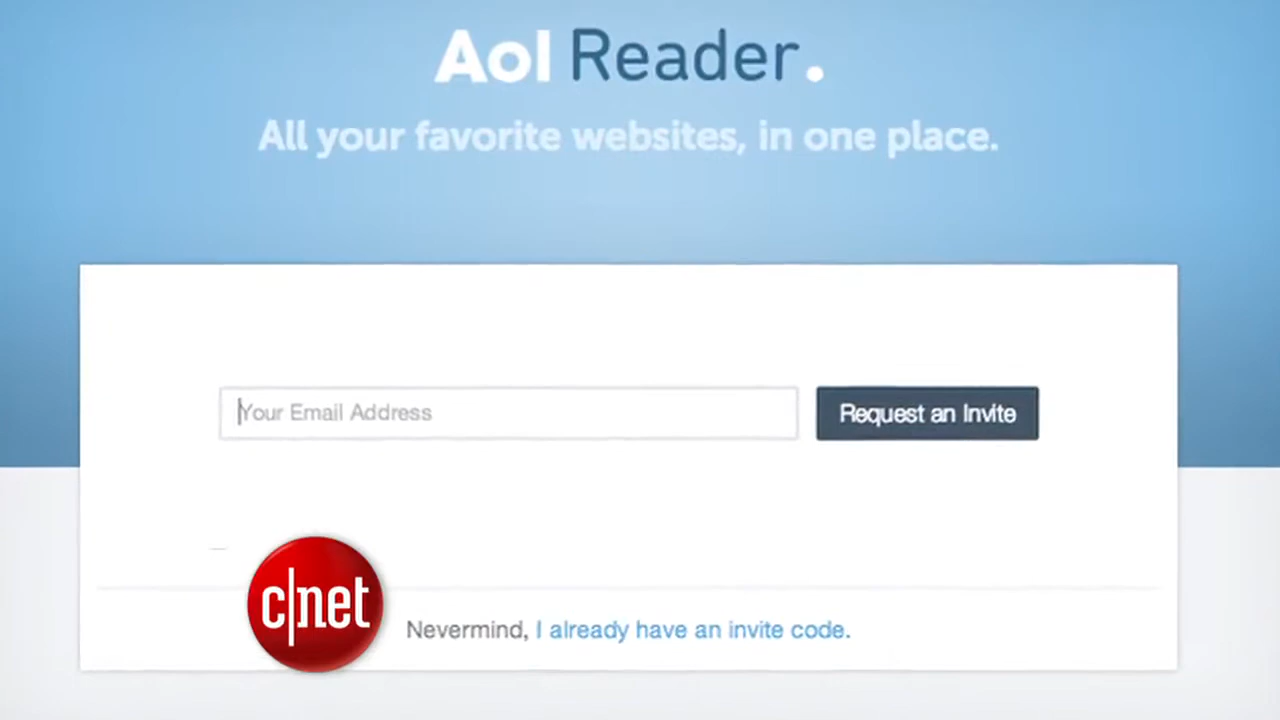 Aol Reader.
All your favorite websites, in one place.
Your Email Address
Request an Invite
c|net
Nevermind, I already have an invite code.